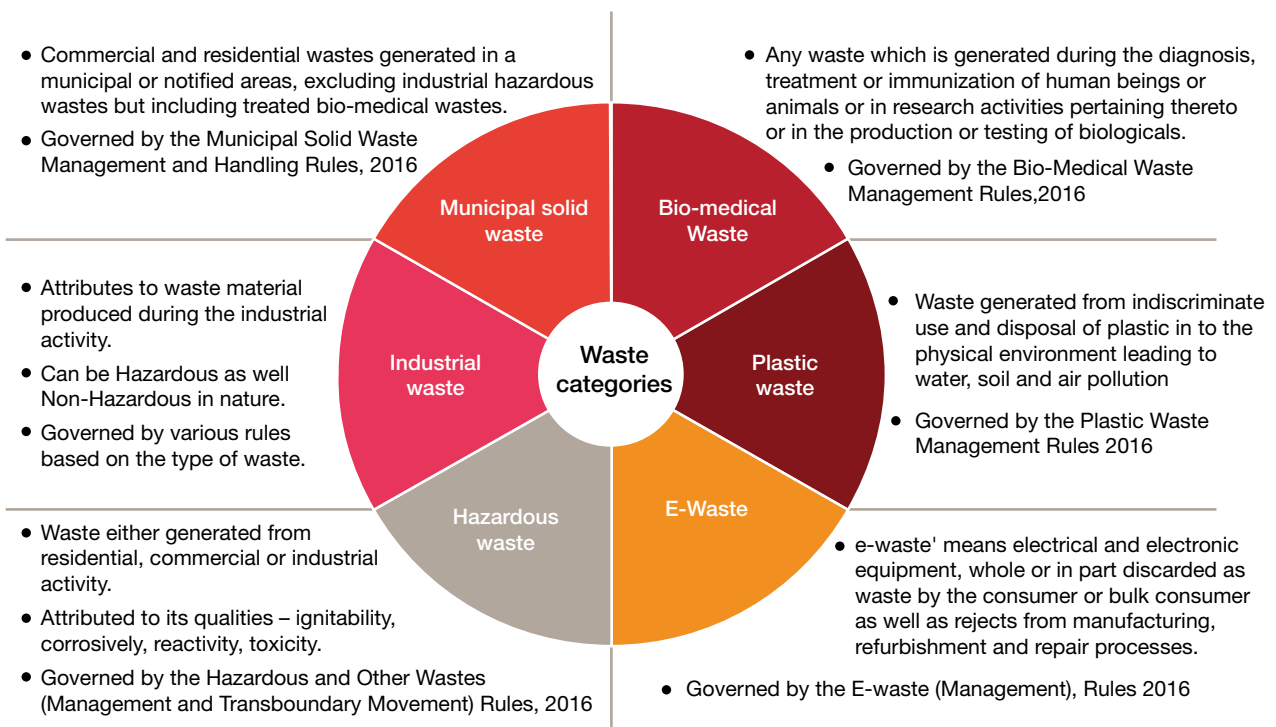 • Commercial and residential wastes generated in a
municipal or notified areas, excluding industrial hazardous
wastes but including treated bio-medical wastes.
• Governed by the Municipal Solid Waste
Management and Handling Rules, 2016
• Any waste which is generated during the diagnosis,
treatment or immunization of human beings or
animals or in research activities pertaining thereto
or in the production or testing of biologicals.
• Governed by the Bio-Medical Waste
Management Rules,2016
Municipal solid
waste
Bio-medical
Waste
• Attributes to waste material
produced during the industrial
activity.
• Can be Hazardous as well
Non-Hazardous in nature.
• Governed by various rules
based on the type of waste.
Industrial
waste
Waste
categories
Plastic
waste
• Waste generated from indiscriminate
use and disposal of plastic in to the
physical environment leading to
water, soil and air pollution
• Governed by the Plastic Waste
Management Rules 2016
Hazardous
waste
E-Waste
• Waste either generated from
residential, commercial or industrial
activity.
• Attributed to its qualities – ignitability,
corrosively, reactivity, toxicity.
• Governed by the Hazardous and Other Wastes
(Management and Transboundary Movement) Rules, 2016
• e-waste' means electrical and electronic
equipment, whole or in part discarded as
waste by the consumer or bulk consumer
as well as rejects from manufacturing,
refurbishment and repair processes.
• Governed by the E-waste (Management), Rules 2016